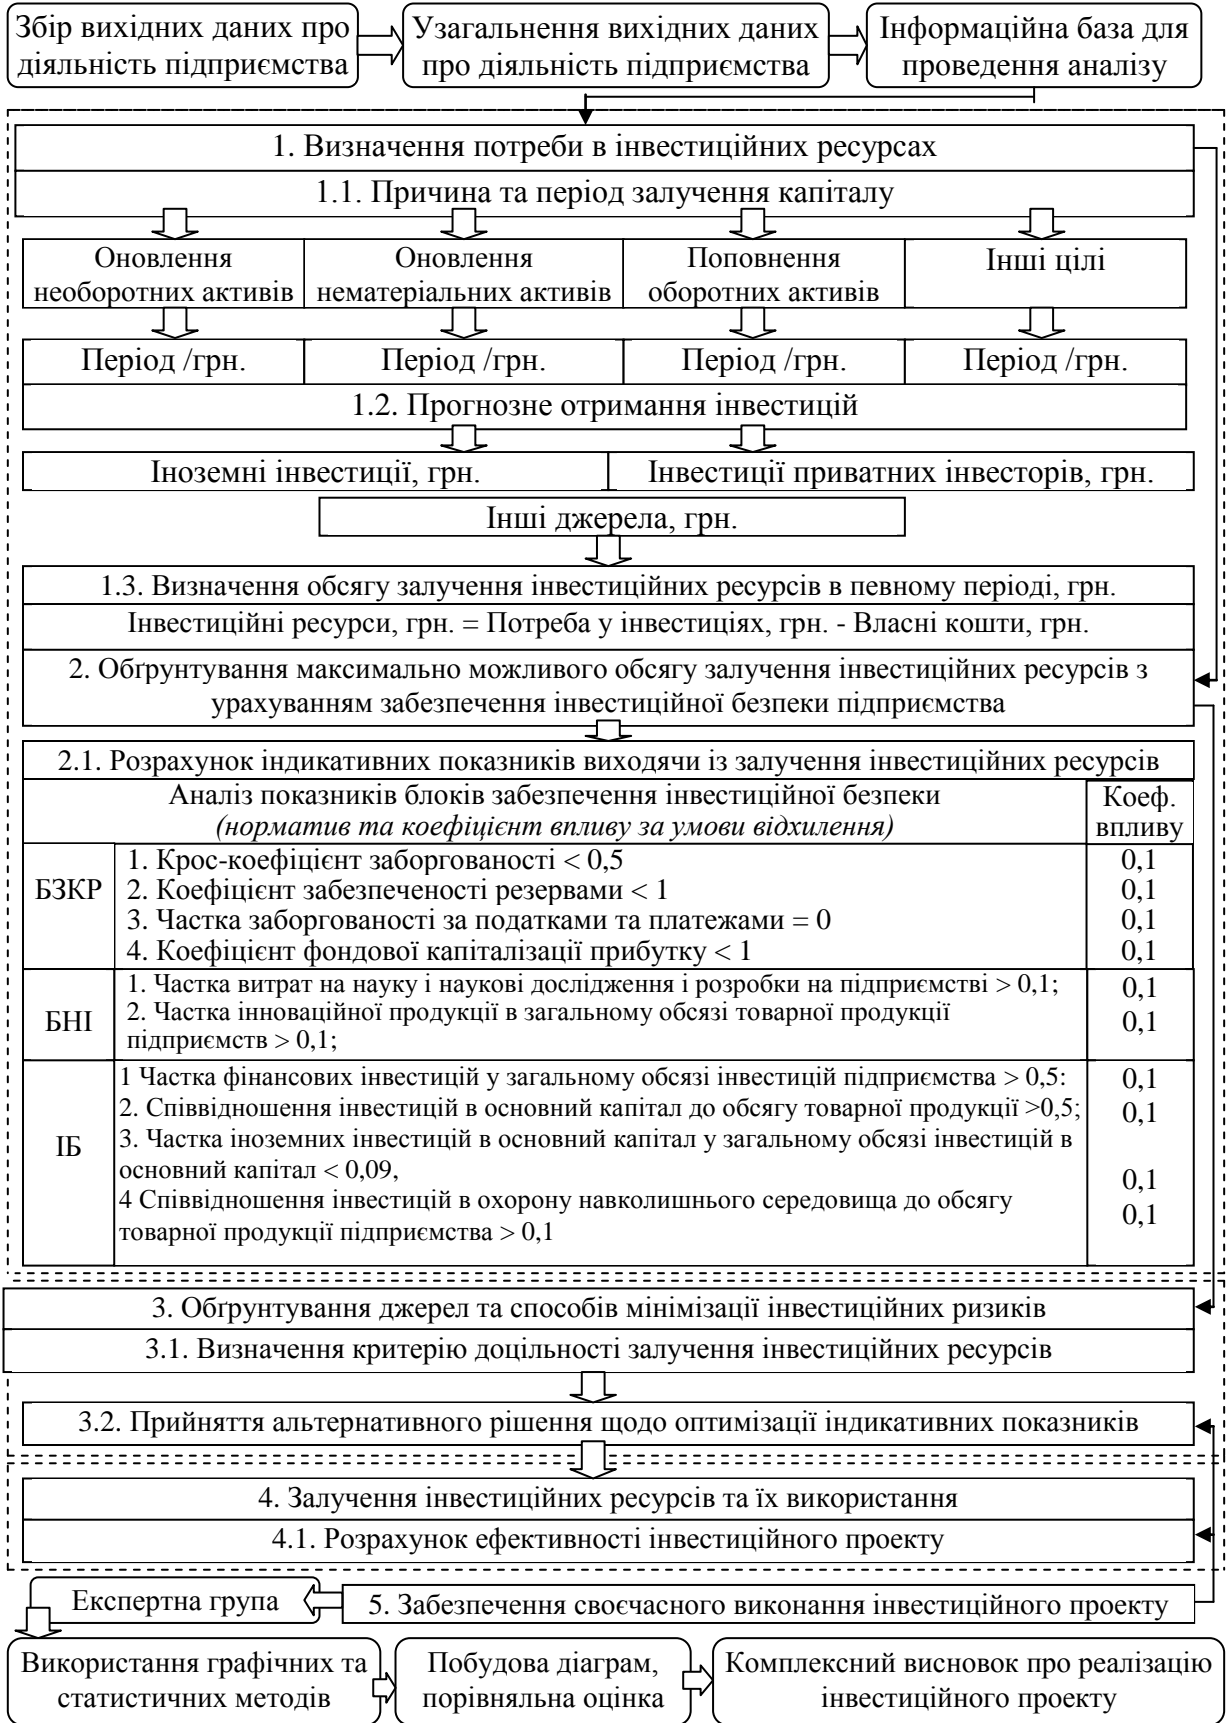 Збір вихідних даних про
діяльність підприємства
Узагальнення вихідних даних
про діяльність підприємства
Інформаційна база для
проведення аналізу
1. Визначення потреби в інвестиційних ресурсах
1.1. Причина та період залучення капіталу
Оновлення
необоротних активів
Оновлення
нематеріальних активів
Поповнення
оборотних активів
Інші цілі
Період /грн.
Період /грн.
Період /грн.
Період /грн.
1.2. Прогнозне отримання інвестицій
Іноземні інвестиції, грн.
Інвестиції приватних інвесторів, грн.
Інші джерела, грн.
1.3. Визначення обсягу залучення інвестиційних ресурсів в певному періоді, грн.
Інвестиційні ресурси, грн. = Потреба у інвестиціях, грн. - Власні кошти, грн.
2. Обґрунтування максимально можливого обсягу залучення інвестиційних ресурсів з
урахуванням забезпечення інвестиційної безпеки підприємства
2.1. Розрахунок індикативних показників виходячи із залучення інвестиційних ресурсів
Аналіз показників блоків забезпечення інвестиційної безпеки
(норматив та коефіцієнт впливу за умови відхилення)
Коеф.
впливу
БЗКР
1. Крос-коефіцієнт заборгованості < 0,5
0,1
2. Коефіцієнт забезпеченості резервами < 1
0,1
3. Частка заборгованості за податками та платежами = 0
0,1
4. Коефіцієнт фондової капіталізації прибутку < 1
0,1
БНІ
1. Частка витрат на науку і наукові дослідження і розробки на підприємстві > 0,1;
0,1
2. Частка інноваційної продукції в загальному обсязі товарної продукції
підприємств > 0,1;
0,1
ІБ
1 Частка фінансових інвестицій у загальному обсязі інвестицій підприємства > 0,5:
0,1
2. Співвідношення інвестицій в основний капітал до обсягу товарної продукції >0,5;
0,1
3. Частка іноземних інвестицій в основний капітал у загальному обсязі інвестицій в
основний капітал < 0,09,
0,1
4 Співвідношення інвестицій в охорону навколишнього середовища до обсягу
товарної продукції підприємства > 0,1
0,1
3. Обґрунтування джерел та способів мінімізації інвестиційних ризиків
3.1. Визначення критерію доцільності залучення інвестиційних ресурсів
3.2. Прийняття альтернативного рішення щодо оптимізації індикативних показників
4. Залучення інвестиційних ресурсів та їх використання
4.1. Розрахунок ефективності інвестиційного проекту
Експертна група
5. Забезпечення своєчасного виконання інвестиційного проекту
Використання графічних та
статистичних методів
Побудова діаграм,
порівняльна оцінка
Комплексний висновок про реалізацію
інвестиційного проекту